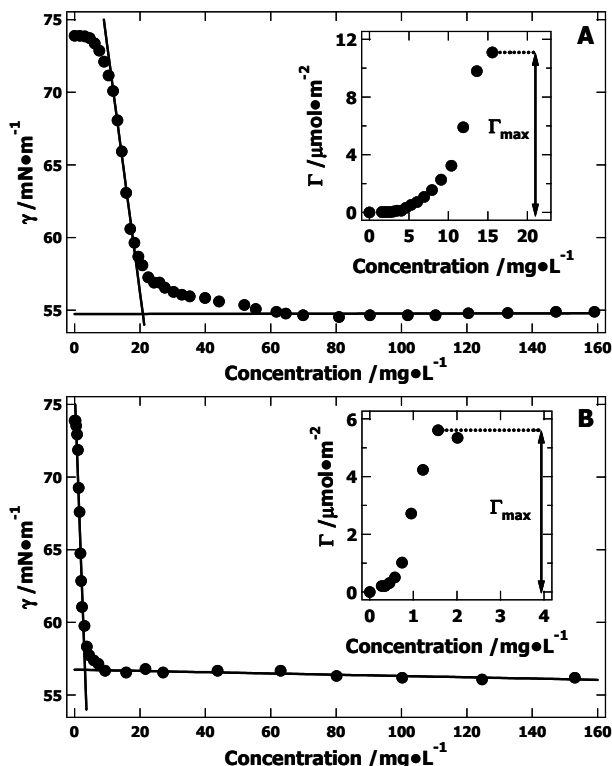 A
γ /mN•m⁻¹
75
70
65
60
55
0 20 40 60 80 100 120 140 160
Concentration /mg•L⁻¹
Γ /μmol•m⁻²
12
8
4
0
0 5 10 15 20
Concentration /mg•L⁻¹
Γmax
B
γ /mN•m⁻¹
75
70
65
60
55
0 20 40 60 80 100 120 140 160
Concentration /mg•L⁻¹
Γ /μmol•m⁻²
6
4
2
0
0 1 2 3 4
Concentration /mg•L⁻¹
Γmax